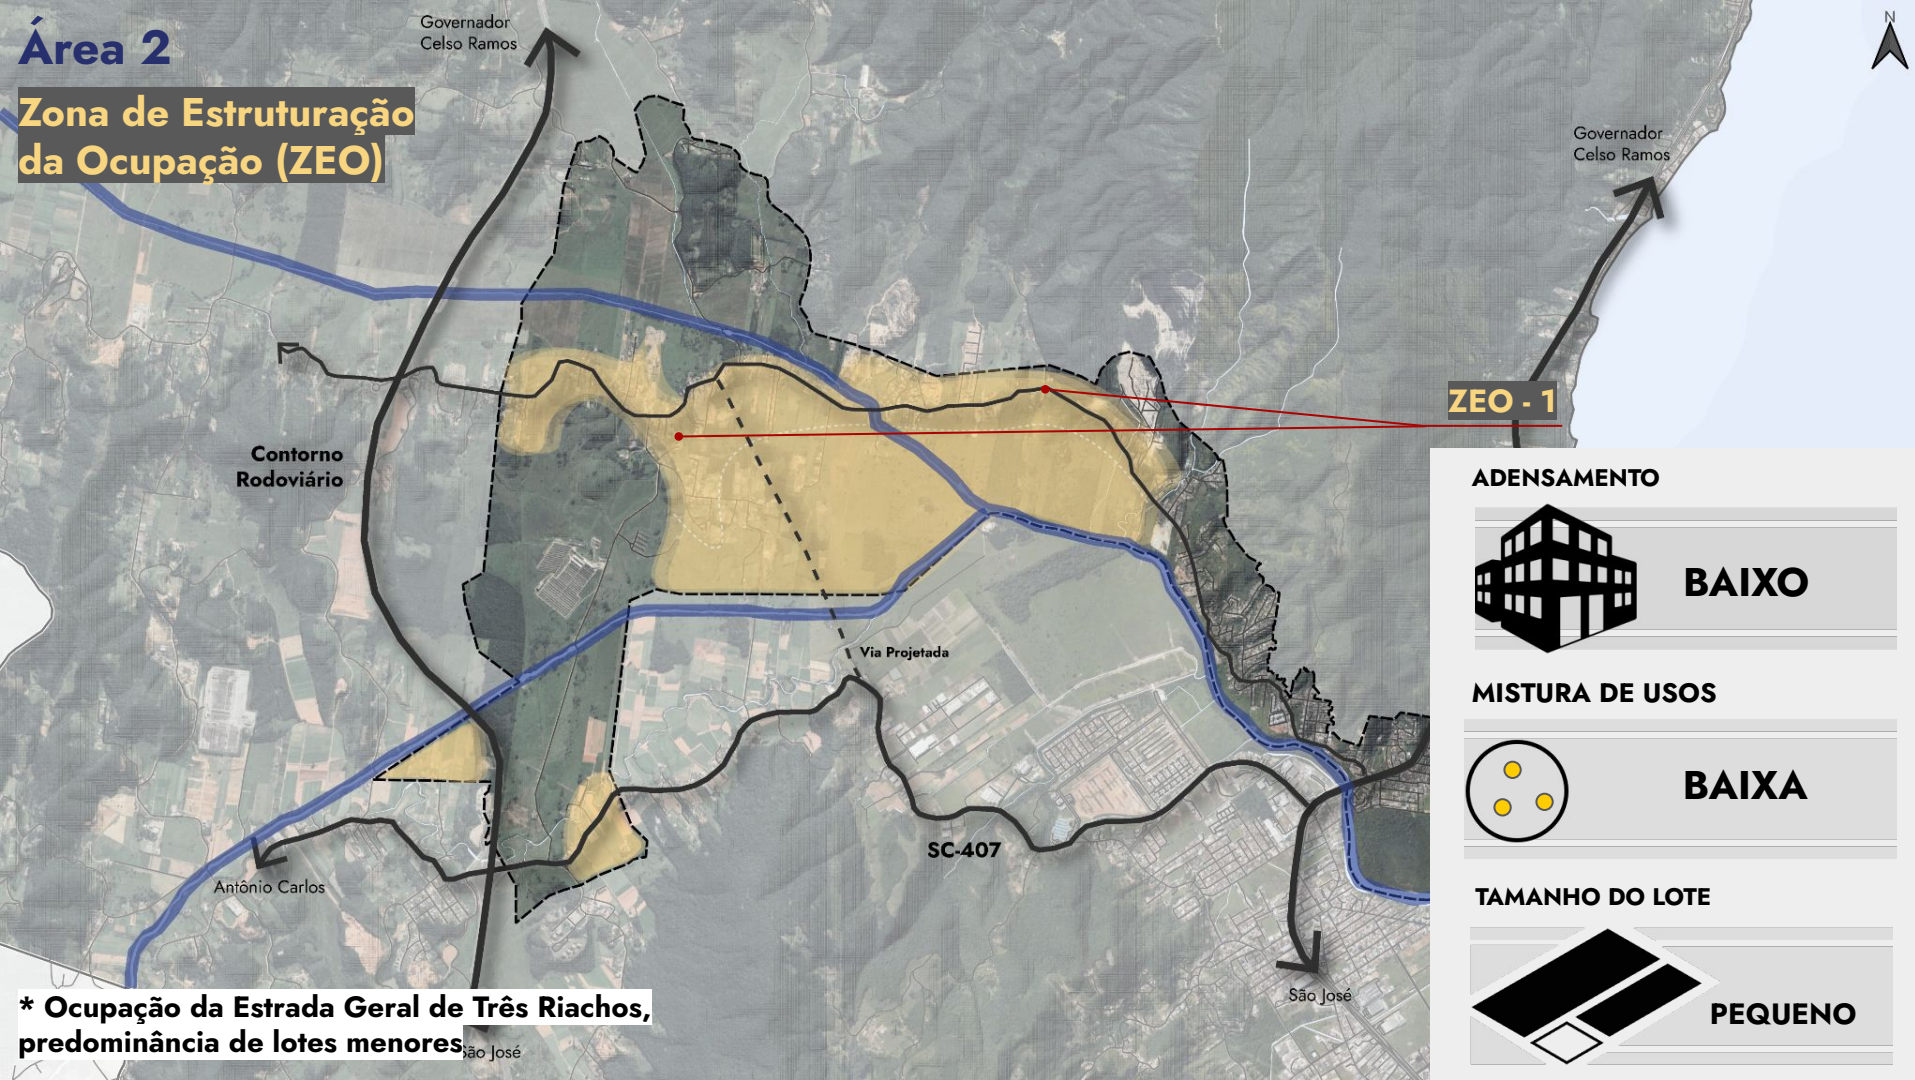 Área 2
Zona de Estruturação
da Ocupação (ZEO)
Governador
Celso Ramos
N
Governador
Celso Ramos
ZEO - 1
Contorno
Rodoviário
Via Projetada
SC-407
Antônio Carlos
São José
São José
* Ocupação da Estrada Geral de Três Riachos,
predominância de lotes menores
ADENSAMENTO
BAIXO
MISTURA DE USOS
BAIXA
TAMANHO DO LOTE
PEQUENO